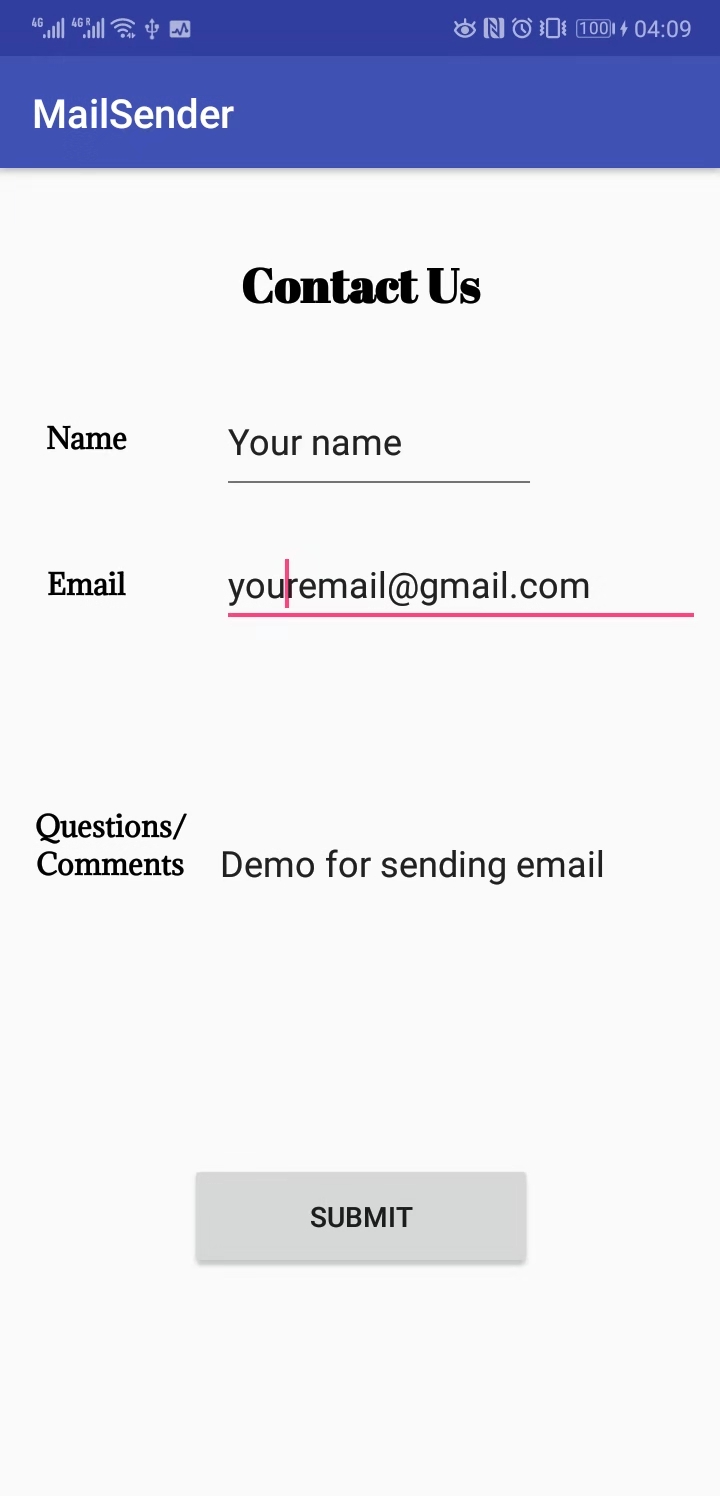 4G 4G R 100 04:09
MailSender
Contact Us
Name Your name
Email youremail@gmail.com
Questions/
Comments Demo for sending email
SUBMIT